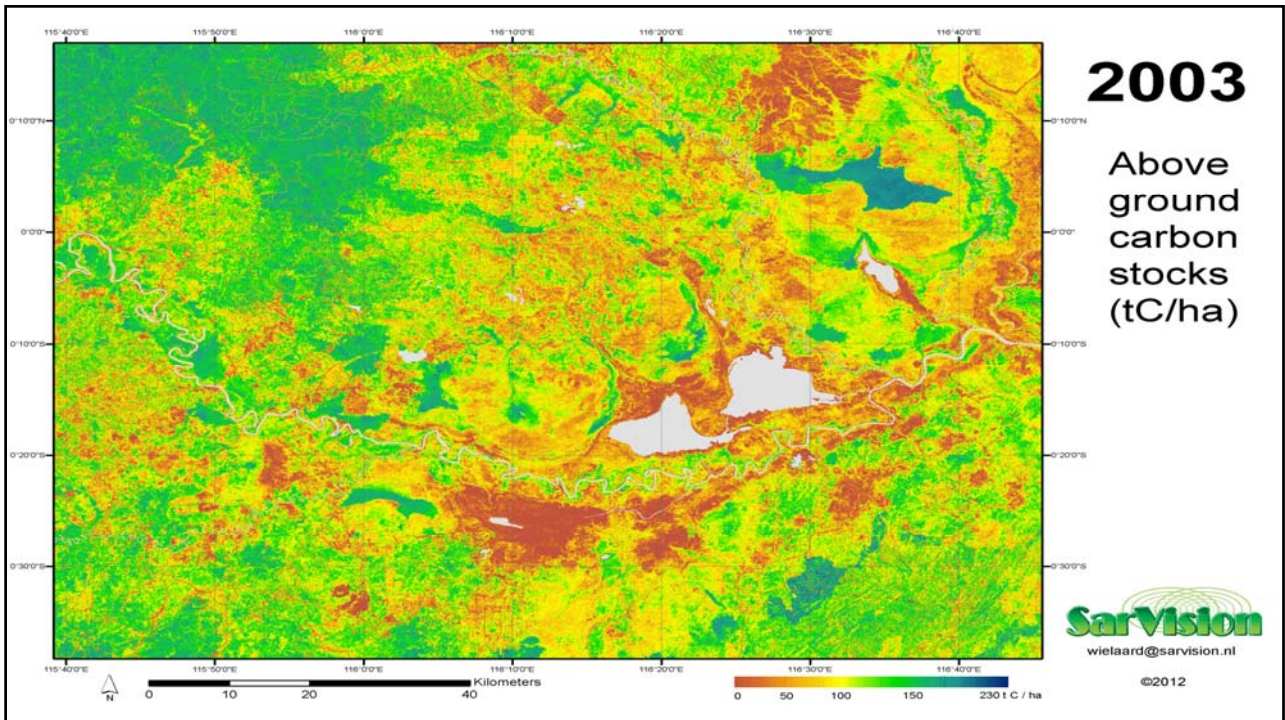 115°40'0"E 115°50'0"E 116°0'0"E 116°10'0"E 116°20'0"E 116°30'0"E 116°40'0"E
2003
Above
ground
carbon
stocks
(tC/ha)
0°10'0"N 0°10'0"N
0°0'0" 0°0'0"
0°10'0"S 0°10'0"S
0°20'0"S 0°20'0"S
0°30'0"S 0°30'0"S
SarVision
wielaard@sarvision.nl
©2012
115°40'0"E 115°50'0"E 116°0'0"E 116°10'0"E 116°20'0"E 116°30'0"E 116°40'0"E
N
Kilometers
0 10 20 40
0 50 100 150 230 t C / ha